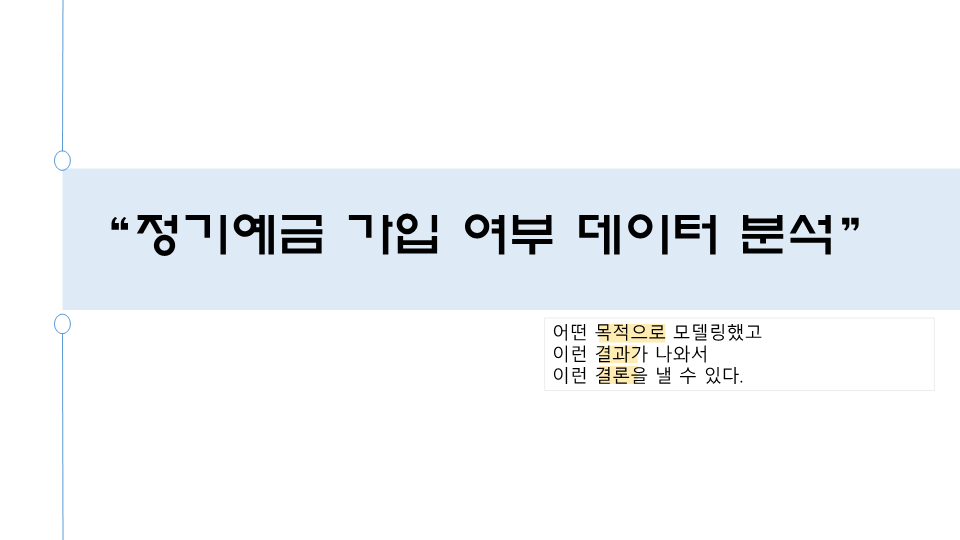 “정기예금 가입 여부 데이터 분석”
어떤 목적으로 모델링했고
이런 결과가 나와서
이런 결론을 낼 수 있다.